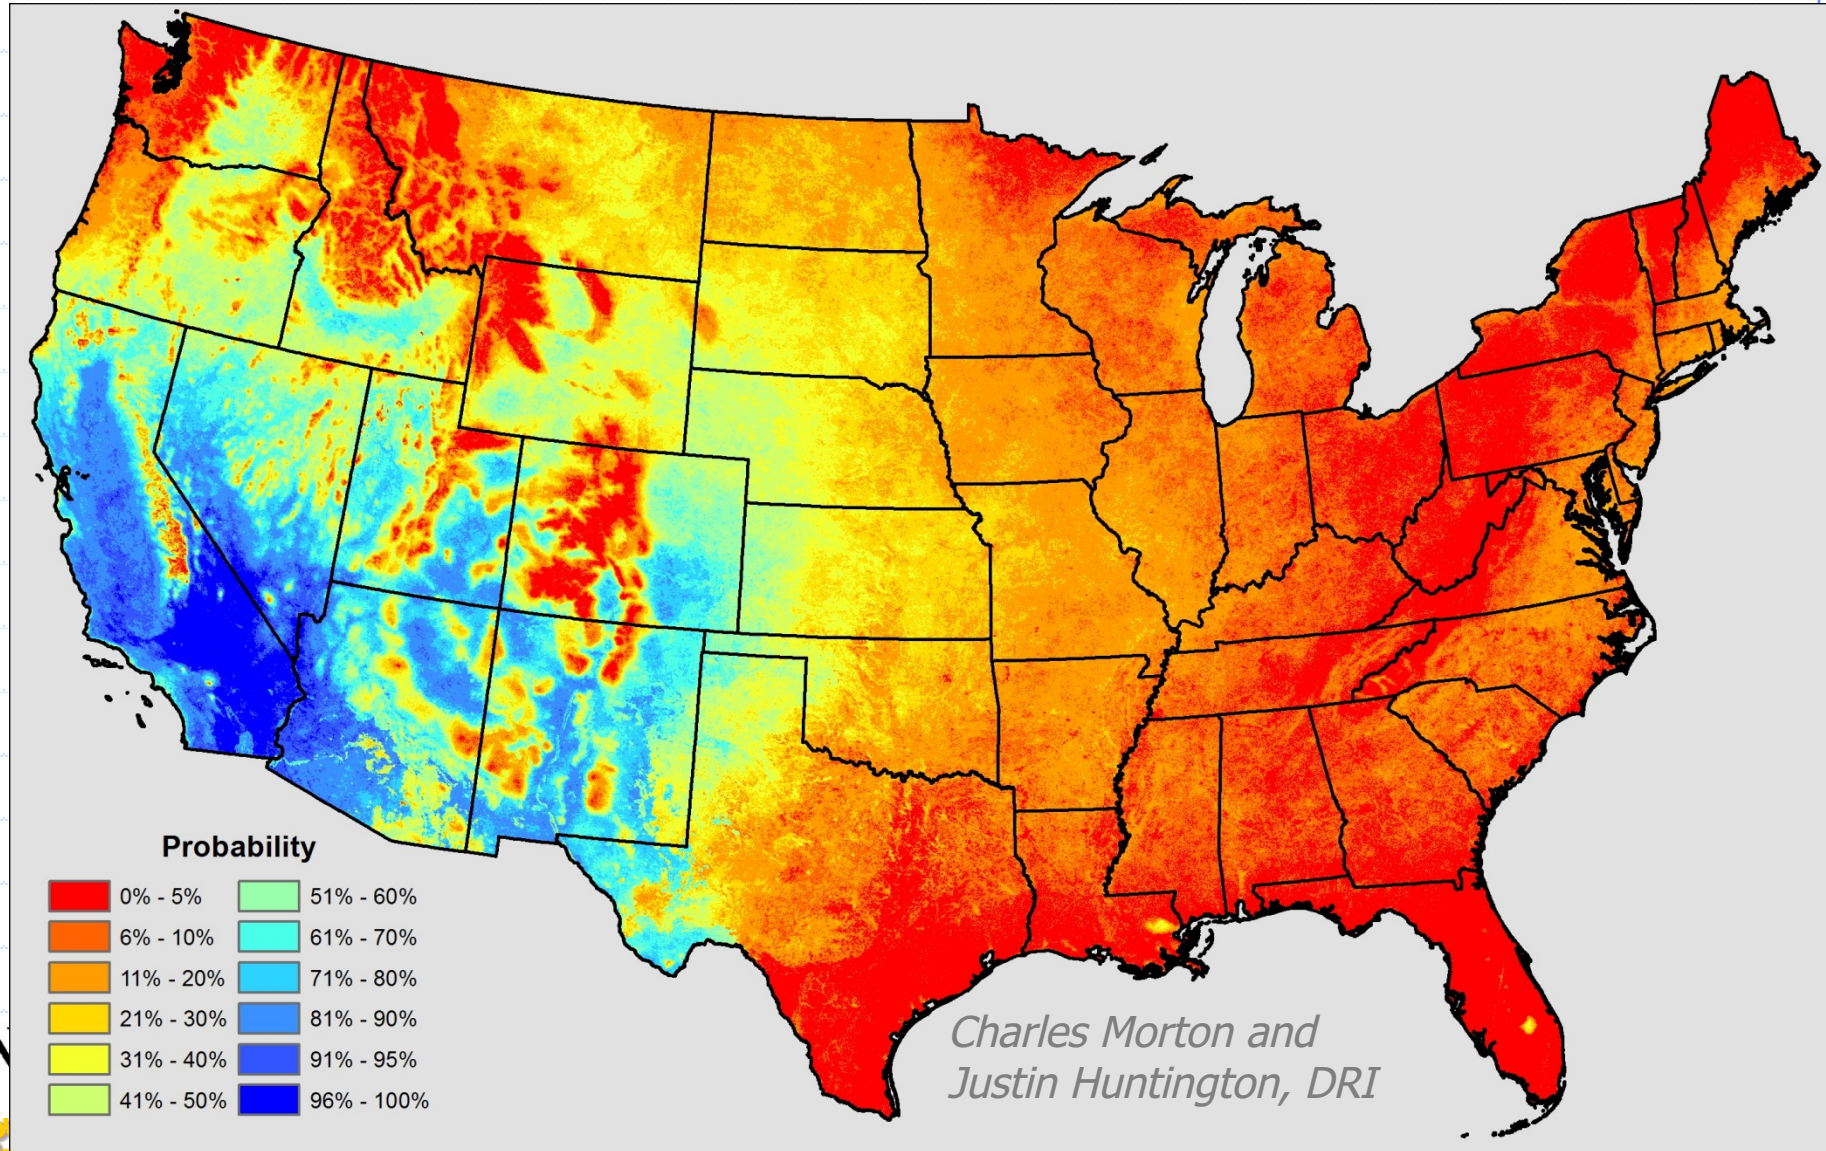 Probability
0% - 5%
6% - 10%
11% - 20%
21% - 30%
31% - 40%
41% - 50%
51% - 60%
61% - 70%
71% - 80%
81% - 90%
91% - 95%
96% - 100%
Charles Morton and
Justin Huntington, DRI